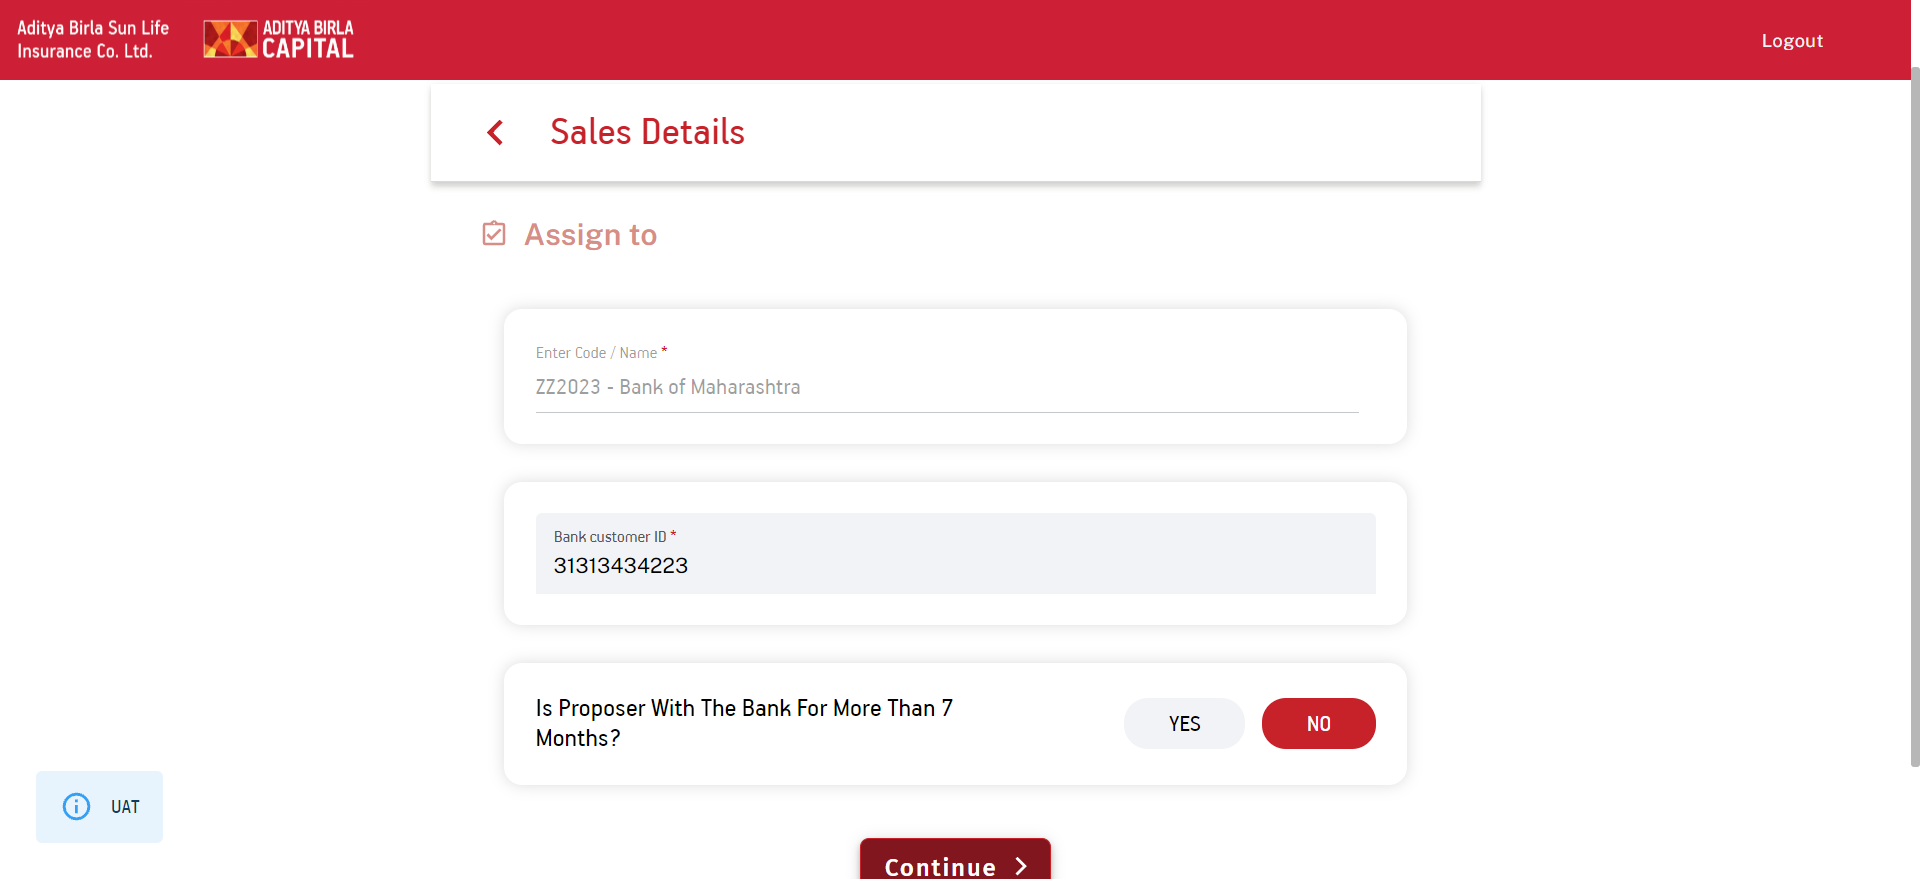 Aditya Birla Sun Life
Insurance Co. Ltd.
ADITYA BIRLA
CAPITAL
Logout
Sales Details
Assign to
Enter Code / Name *
ZZ2023 - Bank of Maharashtra
Bank customer ID *
31313434223
Is Proposer With The Bank For More Than 7
Months?
YES
NO
UAT
Continue